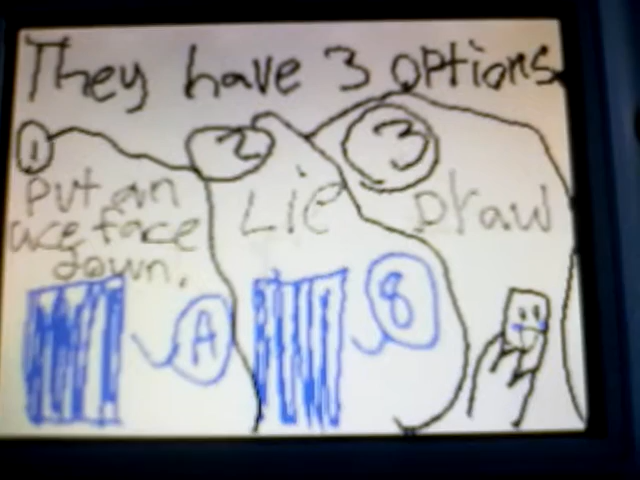 They have 3 options
1
Put an
ace face
down.
A
2
Lie
8
3
Draw